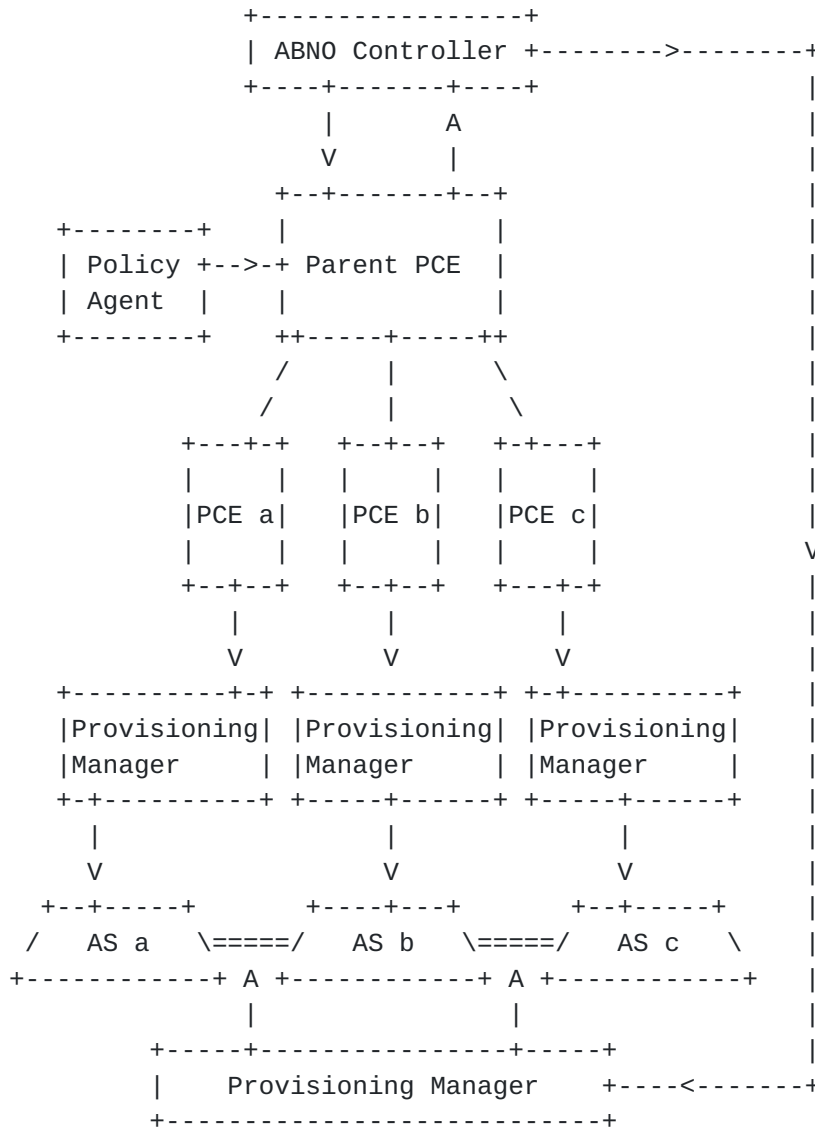 ABNO Controller
Policy Agent
Parent PCE
PCE a
PCE b
PCE c
Provisioning Manager
Provisioning Manager
Provisioning Manager
AS a
AS b
AS c
Provisioning Manager